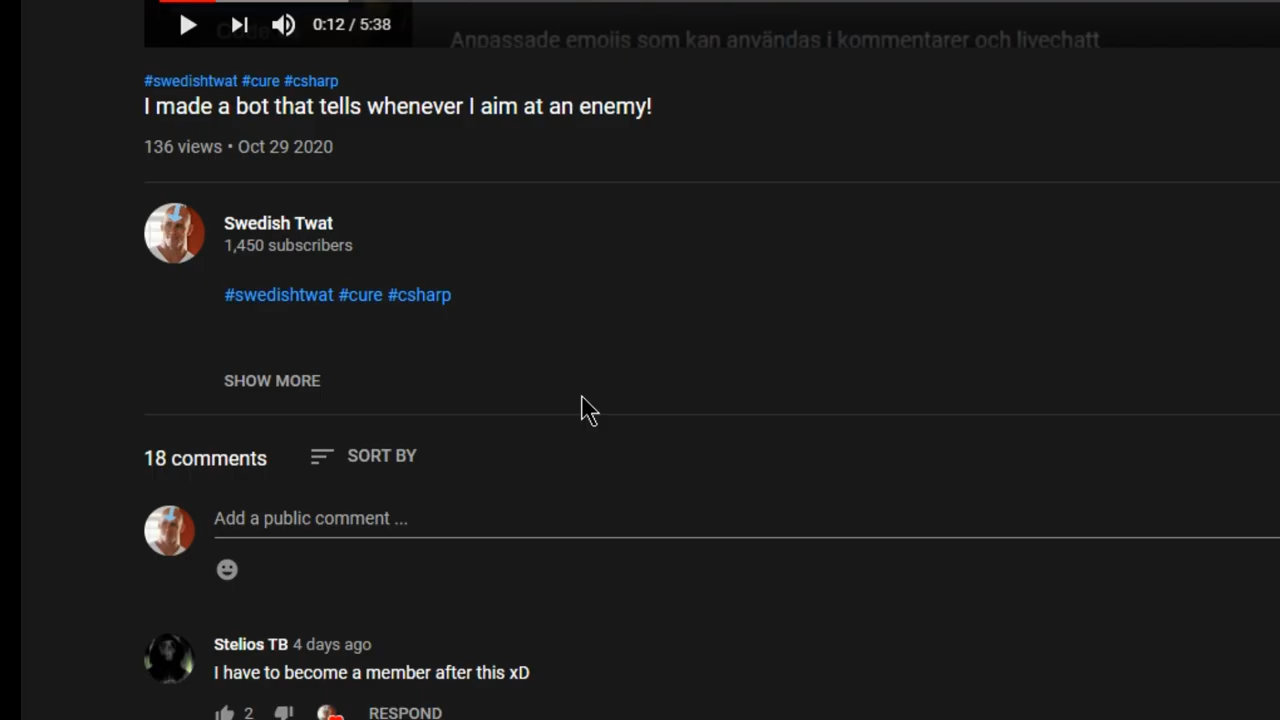 0:12 / 5:38
Anpassade emojis som kan användas i kommentarer och livechatt
#swedishtwat #cure #csharp
I made a bot that tells whenever I aim at an enemy!
136 views • Oct 29 2020
Swedish Twat
1,450 subscribers
#swedishtwat #cure #csharp
SHOW MORE
18 comments SORT BY
Add a public comment ...
Stelios TB 4 days ago
I have to become a member after this xD
2 RESPOND